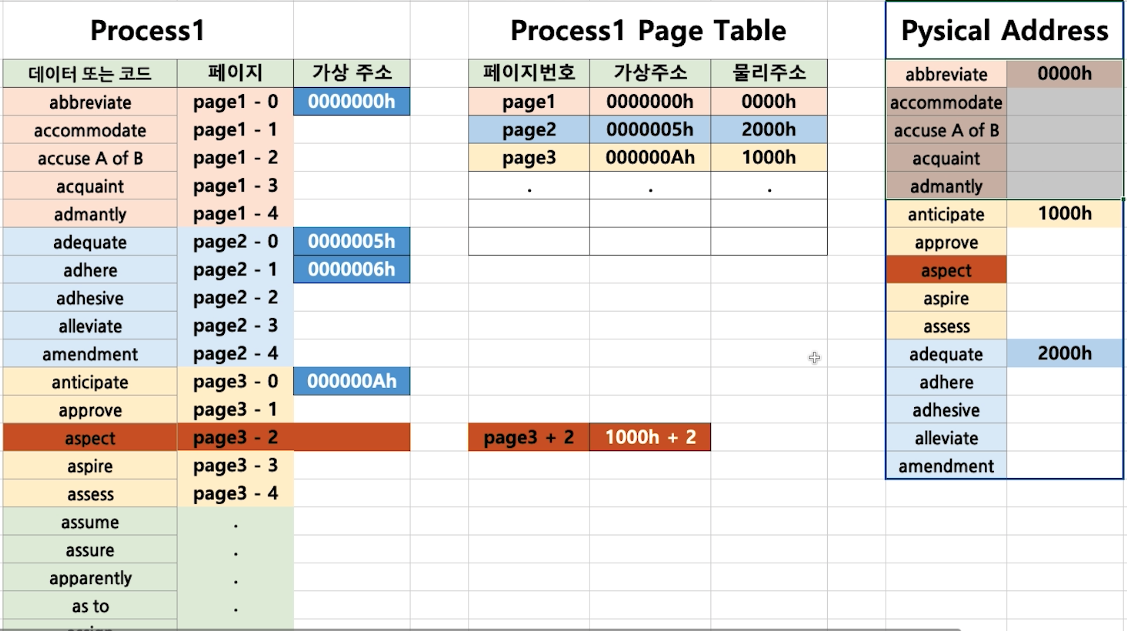 Process1 Process1 Page Table Pysical Address
데이터 또는 코드 페이지 가상 주소 페이지번호 가상주소 물리주소 abbreviate 0000h
abbreviate page1 - 0 0000000h page1 0000000h 0000h accommodate
accommodate page1 - 1 page2 0000005h 2000h accuse A of B
accuse A of B page1 - 2 page3 000000Ah 1000h acquaint
acquaint page1 - 3 . . . admantly
admantly page1 - 4 anticipate 1000h
adequate page2 - 0 0000005h approve
adhere page2 - 1 0000006h aspect
adhesive page2 - 2 aspire
alleviate page2 - 3 assess
amendment page2 - 4 adequate 2000h
anticipate page3 - 0 000000Ah adhere
approve page3 - 1 adhesive
aspect page3 - 2 page3 + 2 1000h + 2 alleviate
aspire page3 - 3 amendment
assess page3 - 4
assume .
assure .
apparently .
as to .